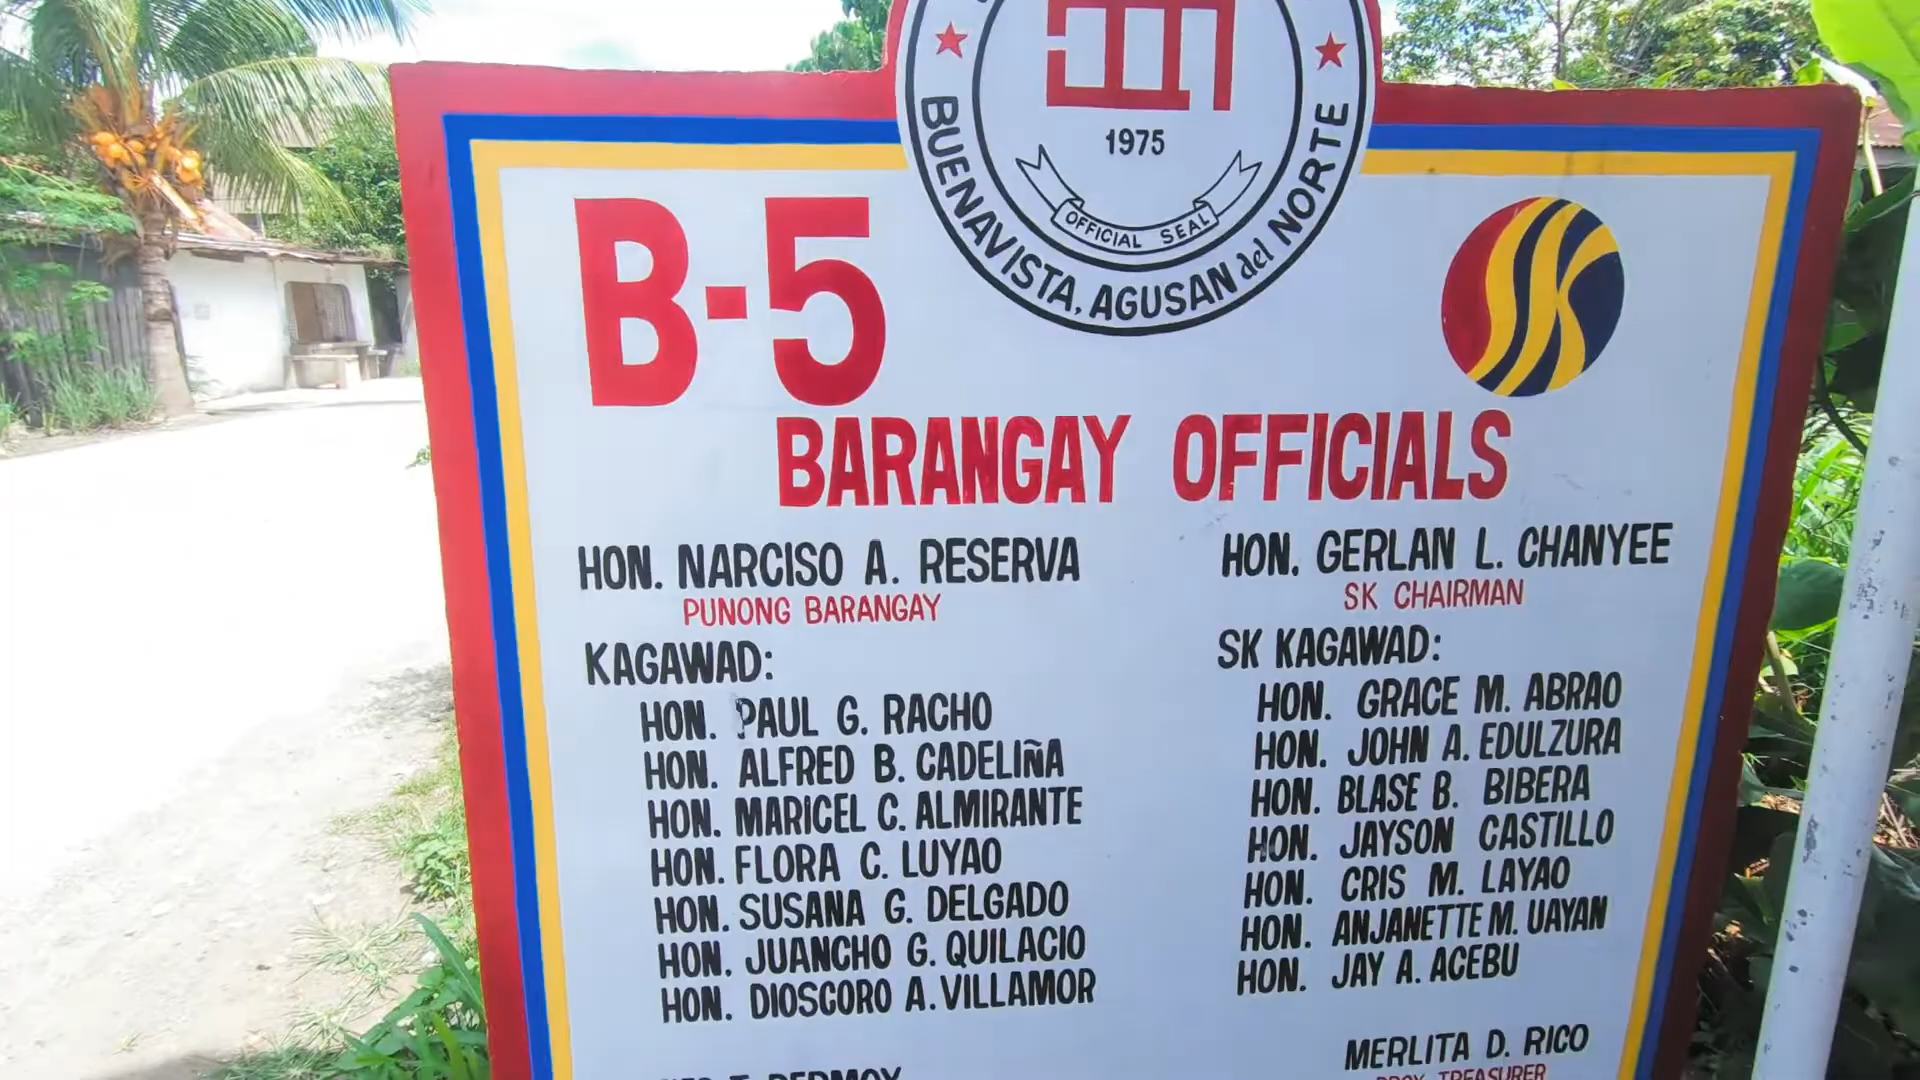 1975
OFFICIAL SEAL
BUENAVISTA, AGUSAN del NORTE
B-5
SK
BARANGAY OFFICIALS
HON. NARCISO A. RESERVA
PUNONG BARANGAY
KAGAWAD:
HON. PAUL G. RACHO
HON. ALFRED B. CADELIñA
HON. MARICEL C. ALMIRANTE
HON. FLORA C. LUYAO
HON. SUSANA G. DELGADO
HON. JUANCHO G. QUILACIO
HON. DIOSCORO A. VILLAMOR
HON. GERLAN L. CHANYEE
SK CHAIRMAN
SK KAGAWAD:
HON. GRACE M. ABRAO
HON. JOHN A. EDULZURA
HON. BLASE B. BIBERA
HON. JAYSON CASTILLO
HON. CRIS M. LAYAO
HON. ANJANETTE M. UAYAN
HON. JAY A. ACEBU
MERLITA D. RICO
BRGY. TREASURER